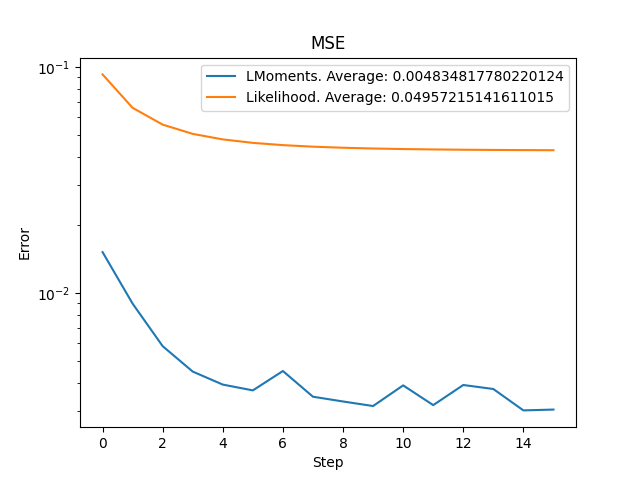 MSE
LMoments. Average: 0.004834817780220124
Likelihood. Average: 0.04957215141611015
10⁻¹
10⁻²
Error
0 2 4 6 8 10 12 14
Step